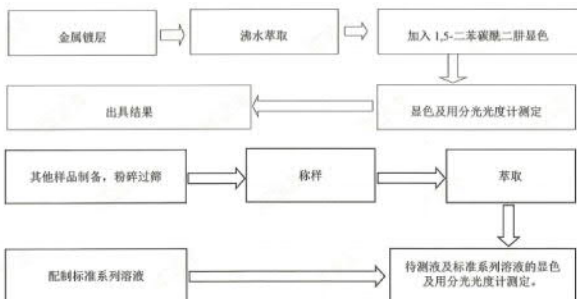 金属镀层
沸水萃取
加入 1,5-二苯碳酰二肼显色
出具结果
显色及用分光光度计测定
其他样品制备，粉碎过筛
称样
萃取
配制标准系列溶液
待测液及标准系列溶液的显色
及用分光光度计测定。